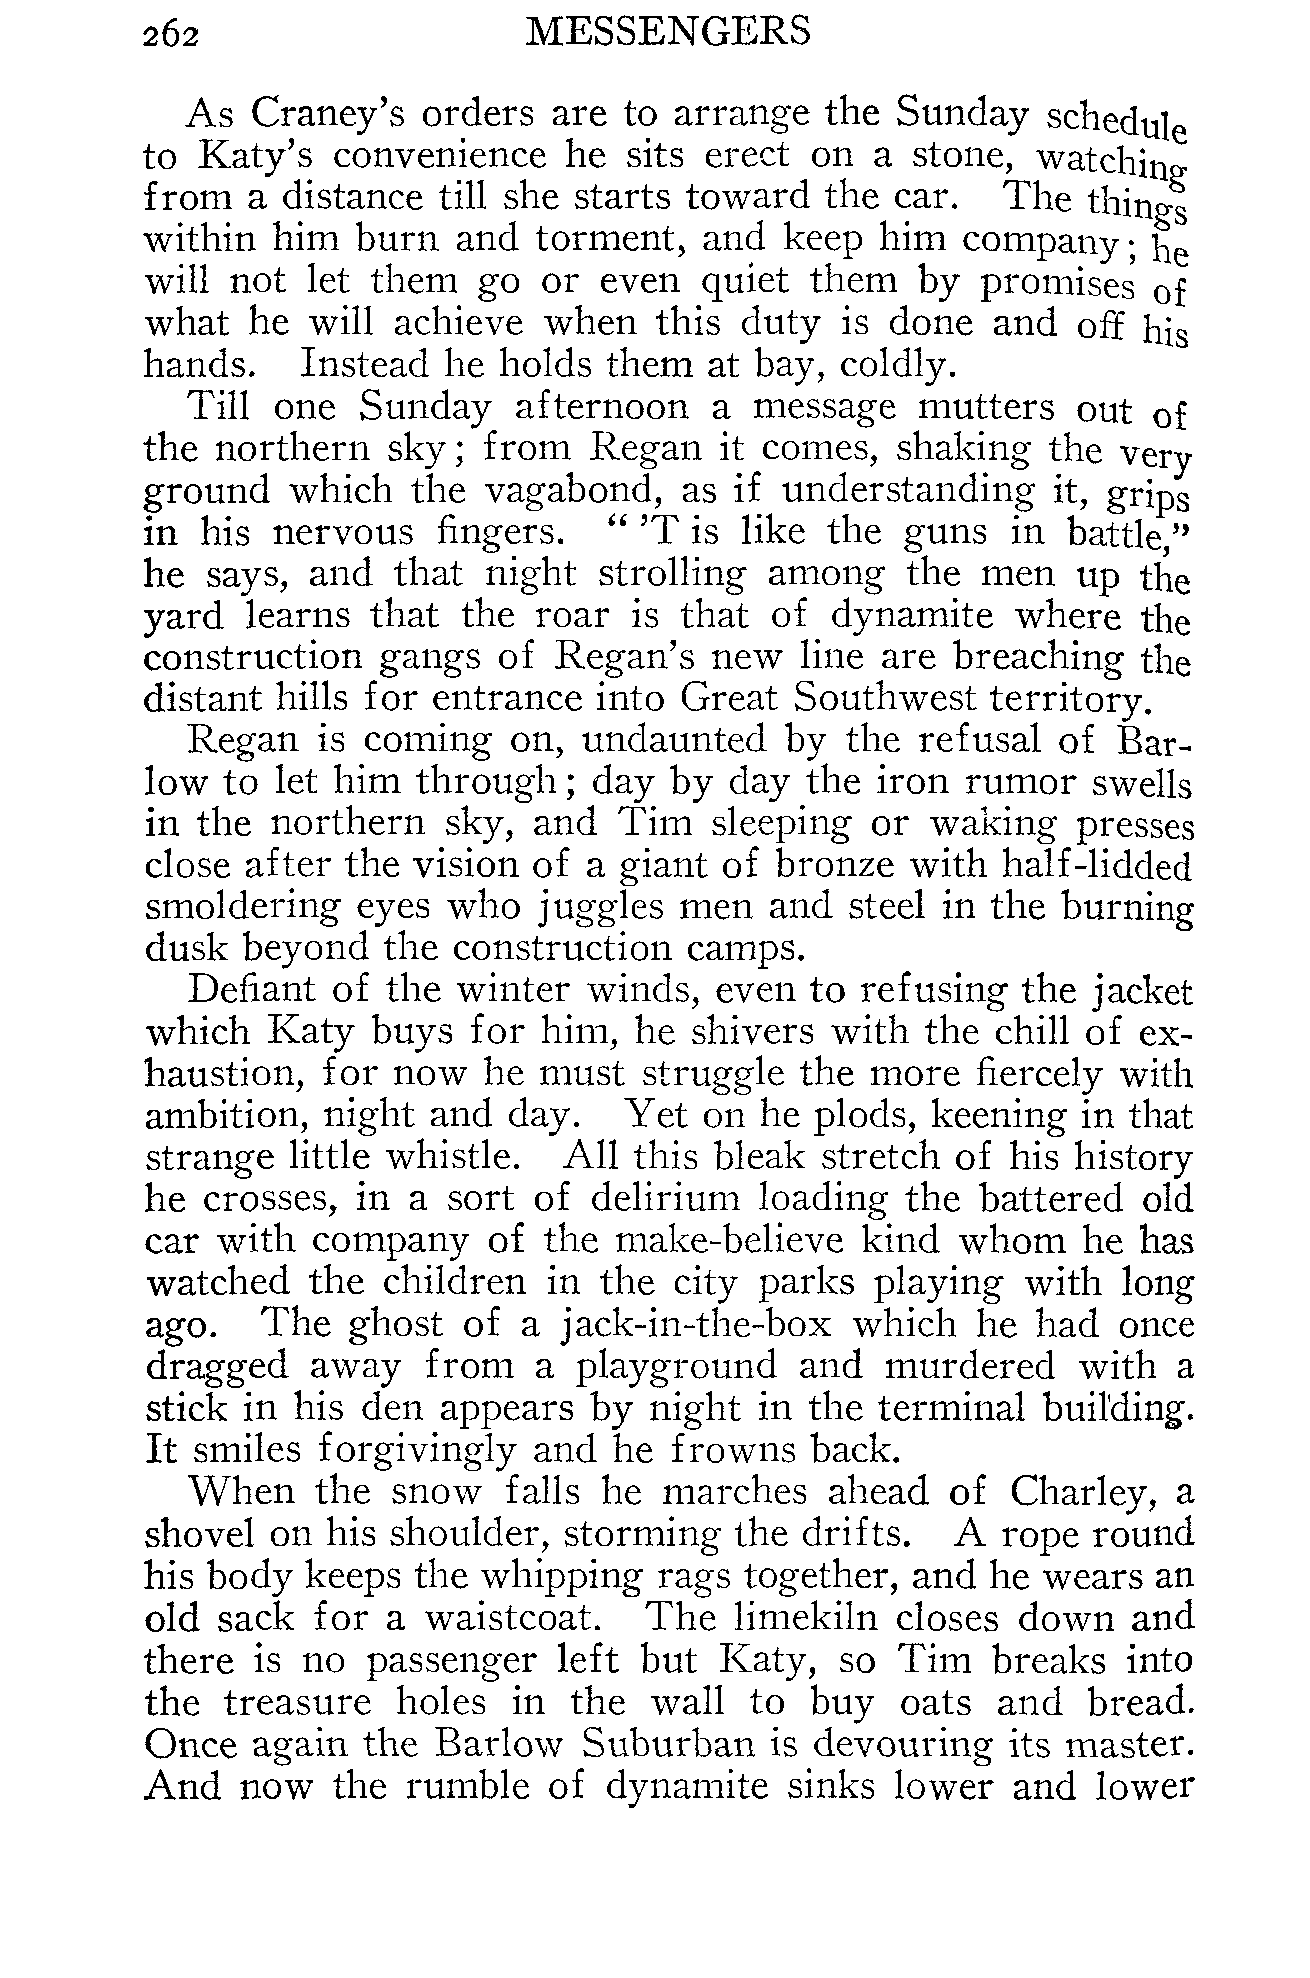 262 MESSENGERS
As Craney's orders are to arrange the Sunday schedule
to Katy's convenience he sits erect on a stone, watching
from a distance till she starts toward the car. The things
within him burn and torment, and keep him company; he
will not let them go or even quiet them by promises of
what he will achieve when this duty is done and off his
hands. Instead he holds them at bay, coldly.
Till one Sunday afternoon a message mutters out of
the northern sky; from Regan it comes, shaking the very
ground which the vagabond, as if understanding it, grips
in his nervous fingers. "'T is like the guns in battle,"
he says, and that night strolling among the men up the
yard learns that the roar is that of dynamite where the
construction gangs of Regan's new line are breaching the
distant hills for entrance into Great Southwest territory.
Regan is coming on, undaunted by the refusal of Bar-
low to let him through; day by day the iron rumor swells
in the northern sky, and Tim sleeping or waking presses
close after the vision of a giant of bronze with half-lidded
smoldering eyes who juggles men and steel in the burning
dusk beyond the construction camps.
Defiant of the winter winds, even to refusing the jacket
which Katy buys for him, he shivers with the chill of ex-
haustion, for now he must struggle the more fiercely with
ambition, night and day. Yet on he plods, keening in that
strange little whistle. All this bleak stretch of his history
he crosses, in a sort of delirium loading the battered old
car with company of the make-believe kind whom he has
watched the children in the city parks playing with long
ago. The ghost of a jack-in-the-box which he had once
dragged away from a playground and murdered with a
stick in his den appears by night in the terminal building.
It smiles forgivingly and he frowns back.
When the snow falls he marches ahead of Charley, a
shovel on his shoulder, storming the drifts. A rope round
his body keeps the whipping rags together, and he wears an
old sack for a waistcoat. The limekiln closes down and
there is no passenger left but Katy, so Tim breaks into
the treasure holes in the wall to buy oats and bread.
Once again the Barlow Suburban is devouring its master.
And now the rumble of dynamite sinks lower and lower